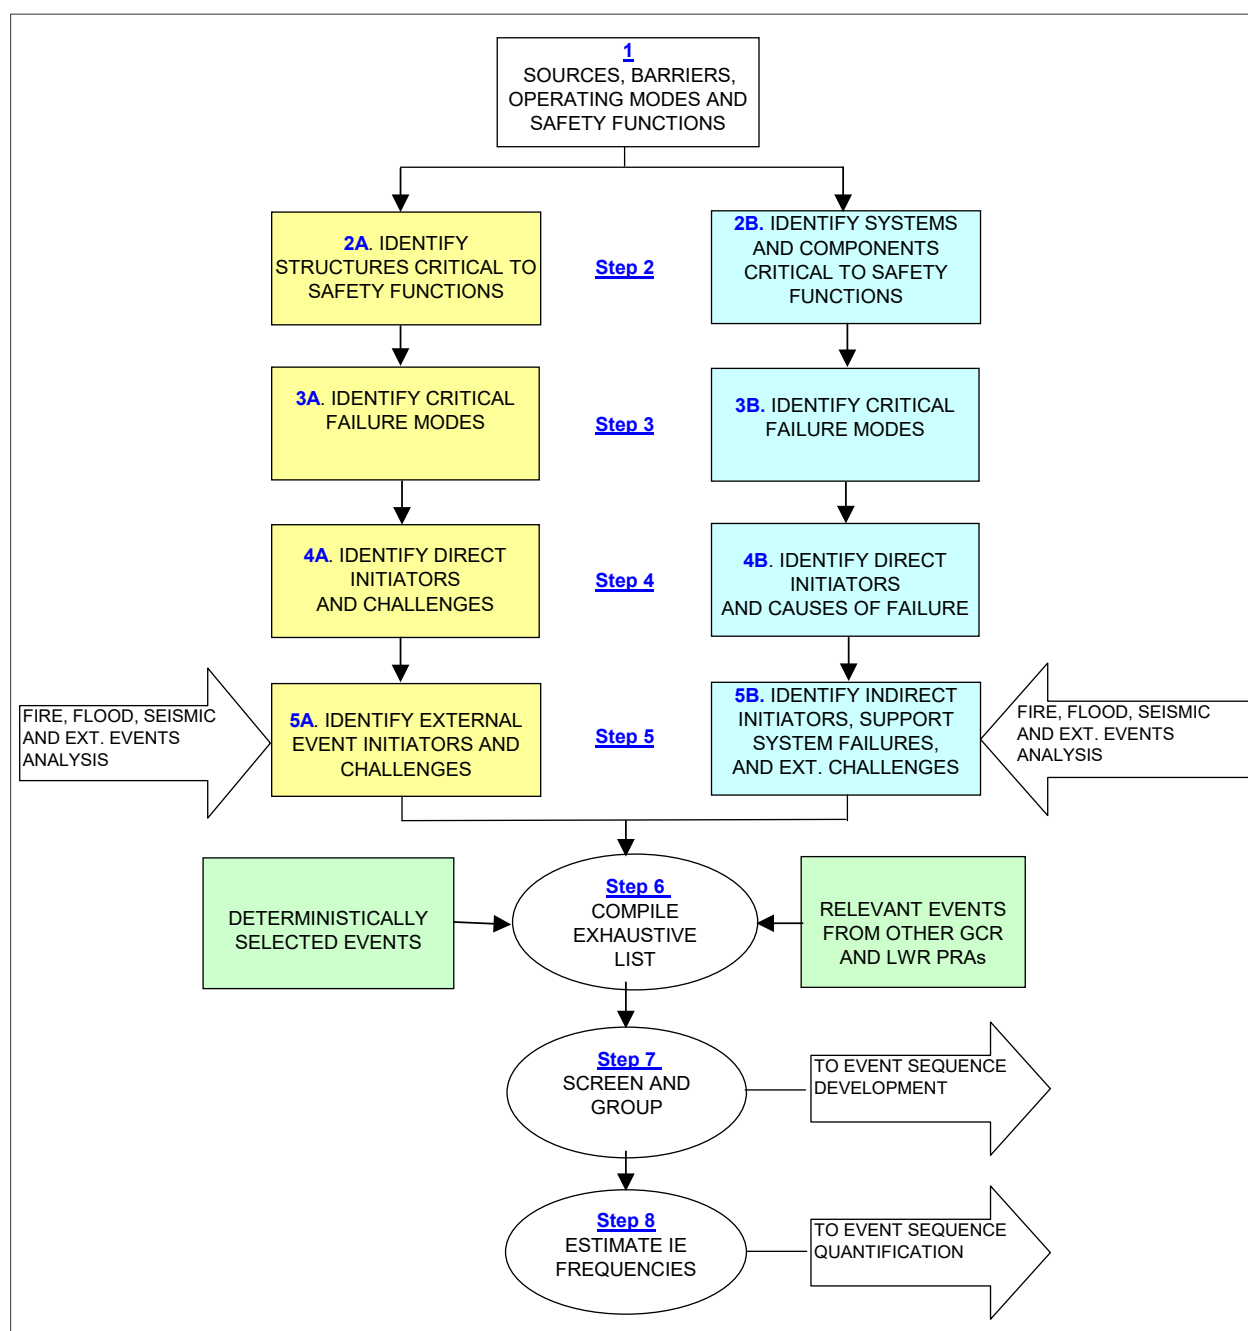 1
SOURCES, BARRIERS,
OPERATING MODES AND
SAFETY FUNCTIONS
2A. IDENTIFY
STRUCTURES CRITICAL TO
SAFETY FUNCTIONS
Step 2
2B. IDENTIFY SYSTEMS
AND COMPONENTS
CRITICAL TO SAFETY
FUNCTIONS
3A. IDENTIFY CRITICAL
FAILURE MODES
Step 3
3B. IDENTIFY CRITICAL
FAILURE MODES
4A. IDENTIFY DIRECT
INITIATORS
AND CHALLENGES
Step 4
4B. IDENTIFY DIRECT
INITIATORS
AND CAUSES OF FAILURE
FIRE, FLOOD, SEISMIC
AND EXT. EVENTS
ANALYSIS
5A. IDENTIFY EXTERNAL
EVENT INITIATORS AND
CHALLENGES
Step 5
5B. IDENTIFY INDIRECT
INITIATORS, SUPPORT
SYSTEM FAILURES,
AND EXT. CHALLENGES
FIRE, FLOOD, SEISMIC
AND EXT. EVENTS
ANALYSIS
DETERMINISTICALLY
SELECTED EVENTS
Step 6
COMPILE
EXHAUSTIVE
LIST
RELEVANT EVENTS
FROM OTHER GCR
AND LWR PRAs
Step 7
SCREEN AND
GROUP
TO EVENT SEQUENCE
DEVELOPMENT
Step 8
ESTIMATE IE
FREQUENCIES
TO EVENT SEQUENCE
QUANTIFICATION